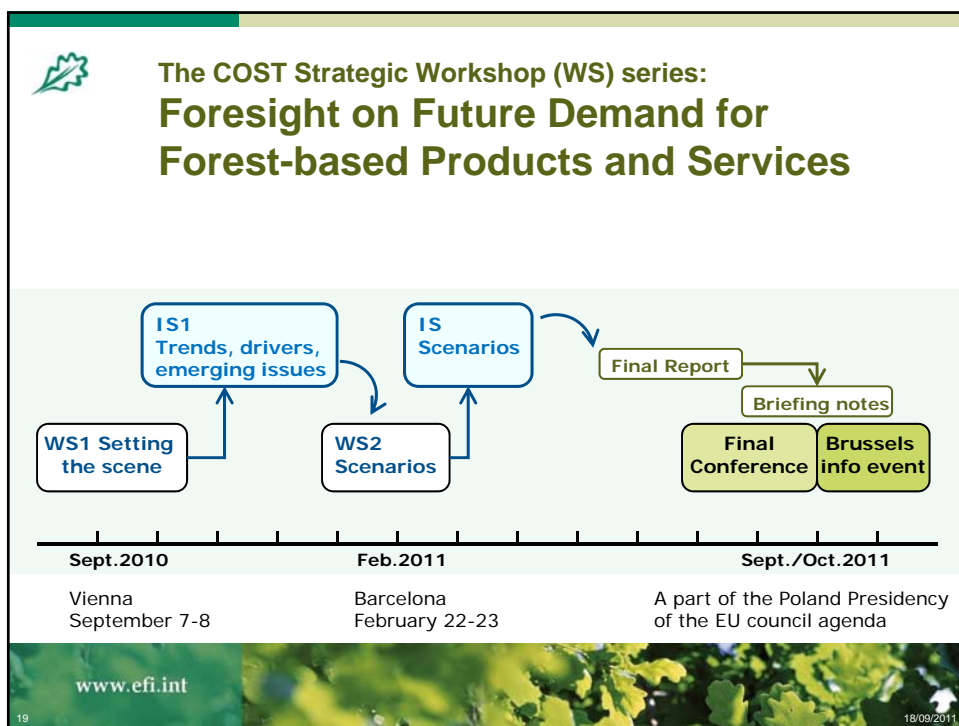 The COST Strategic Workshop (WS) series:
Foresight on Future Demand for
Forest-based Products and Services
IS1
Trends, drivers,
emerging issues
IS
Scenarios
Final Report
Briefing notes
WS1 Setting
the scene
WS2
Scenarios
Final
Conference
Brussels
info event
Sept.2010
Feb.2011
Sept./Oct.2011
Vienna
September 7-8
Barcelona
February 22-23
A part of the Poland Presidency
of the EU council agenda
www.efi.int
19
18/09/2011